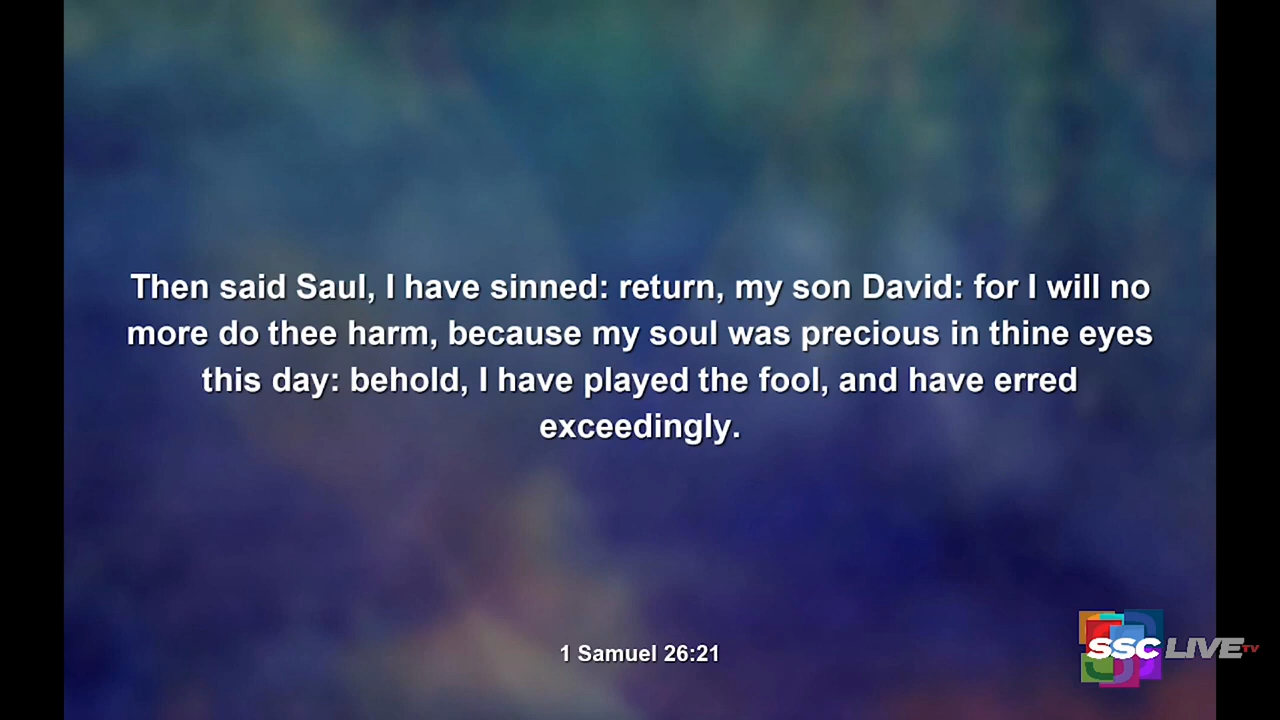 Then said Saul, I have sinned: return, my son David: for I will no
more do thee harm, because my soul was precious in thine eyes
this day: behold, I have played the fool, and have erred
exceedingly.
1 Samuel 26:21
SSC LIVE TV